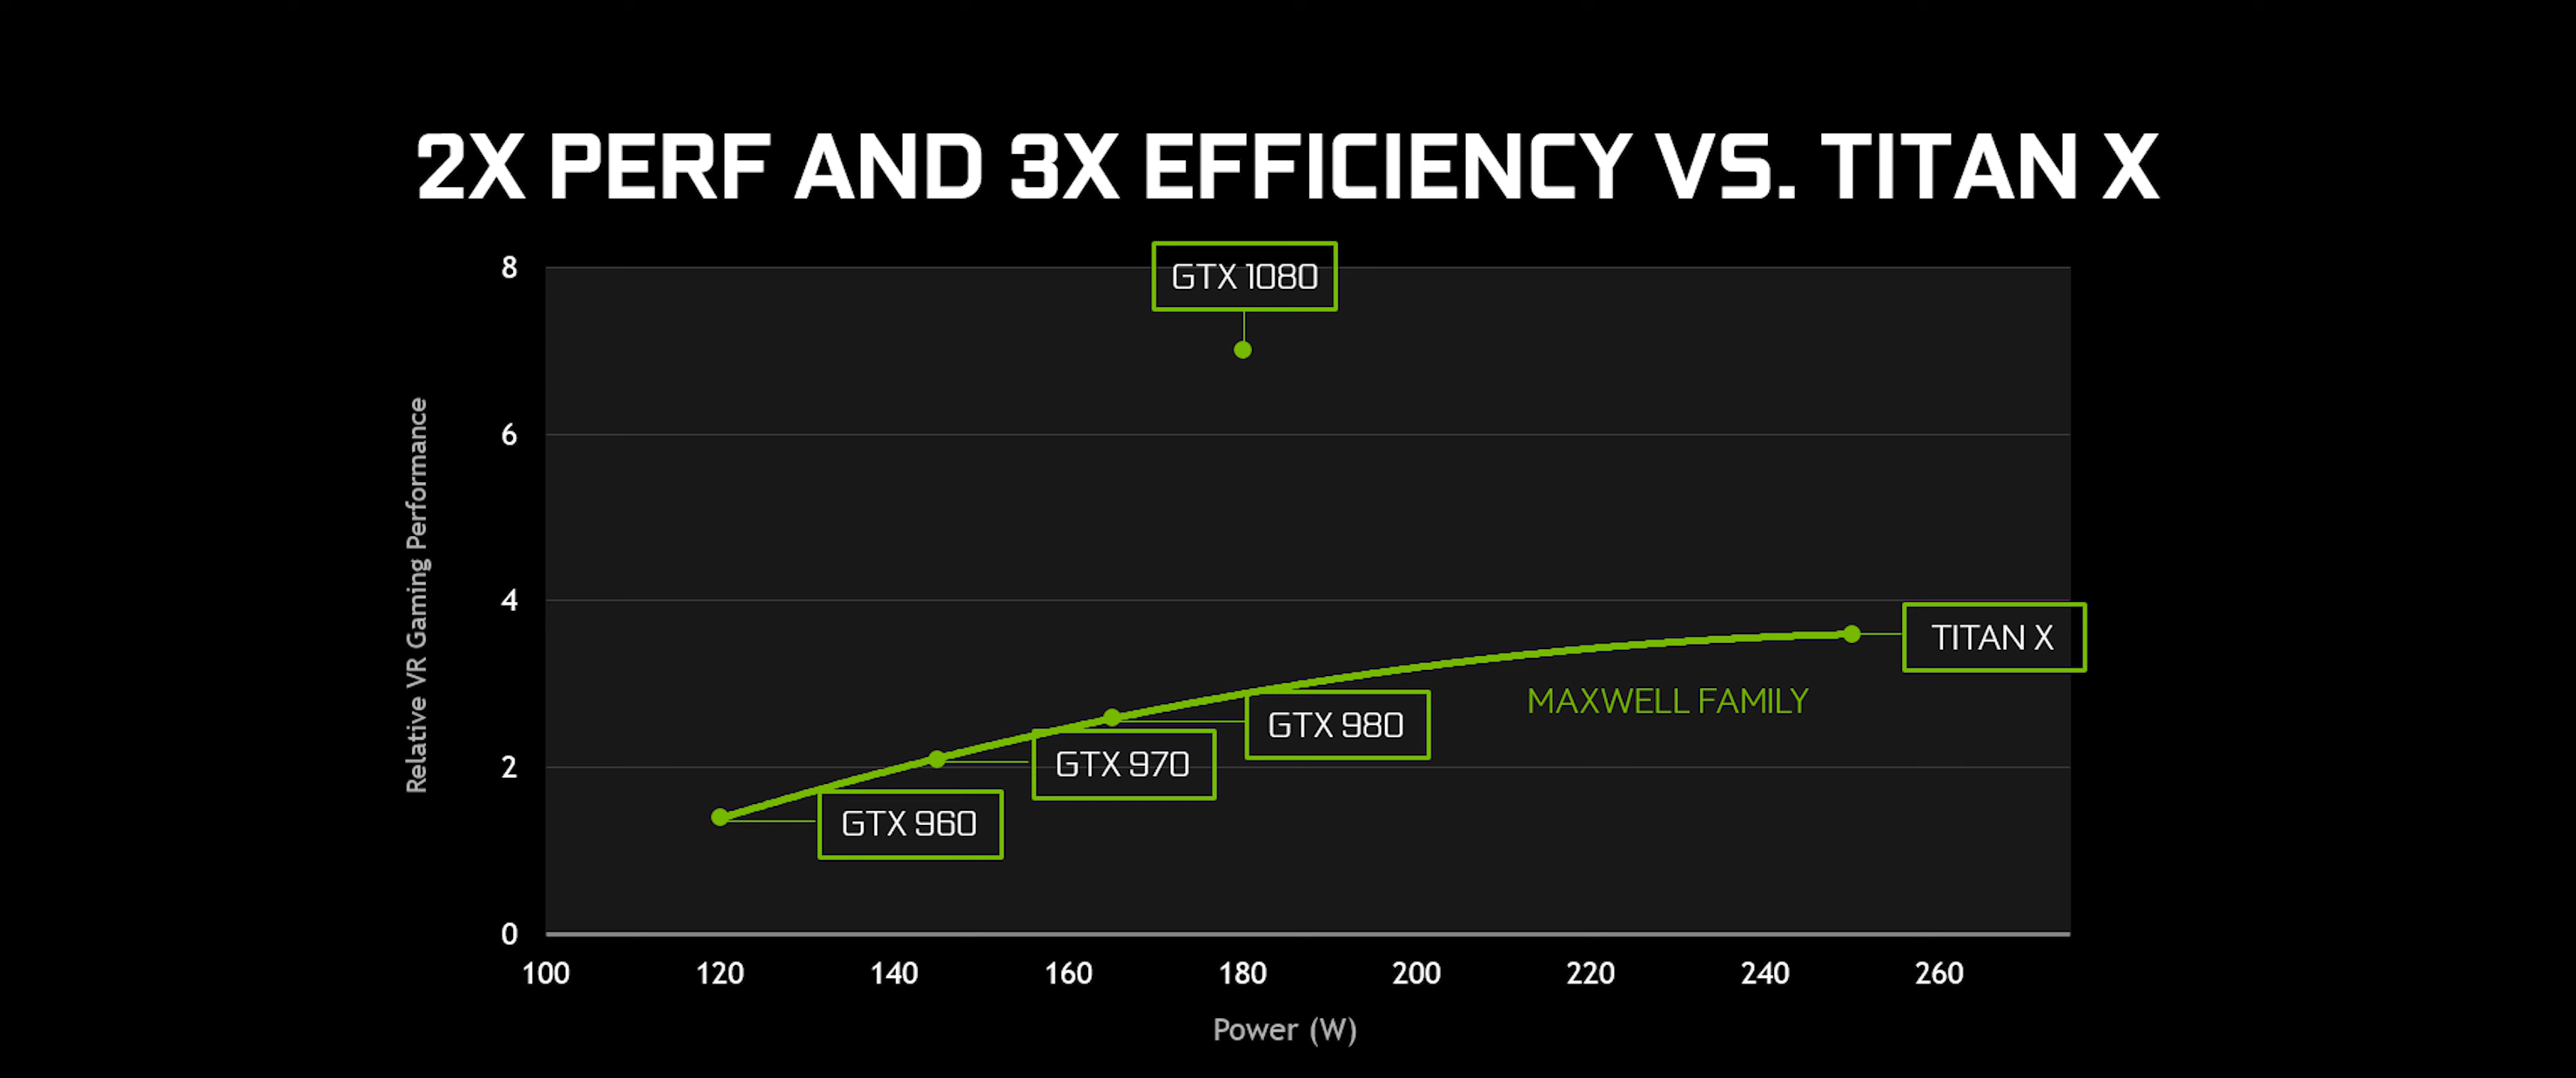 2X PERF AND 3X EFFICIENCY VS. TITAN X
8
GTX 1080
6
Relative VR Gaming Performance
4
TITAN X
MAXWELL FAMILY
GTX 980
2
GTX 970
GTX 960
0
100 120 140 160 180 200 220 240 260
Power (W)